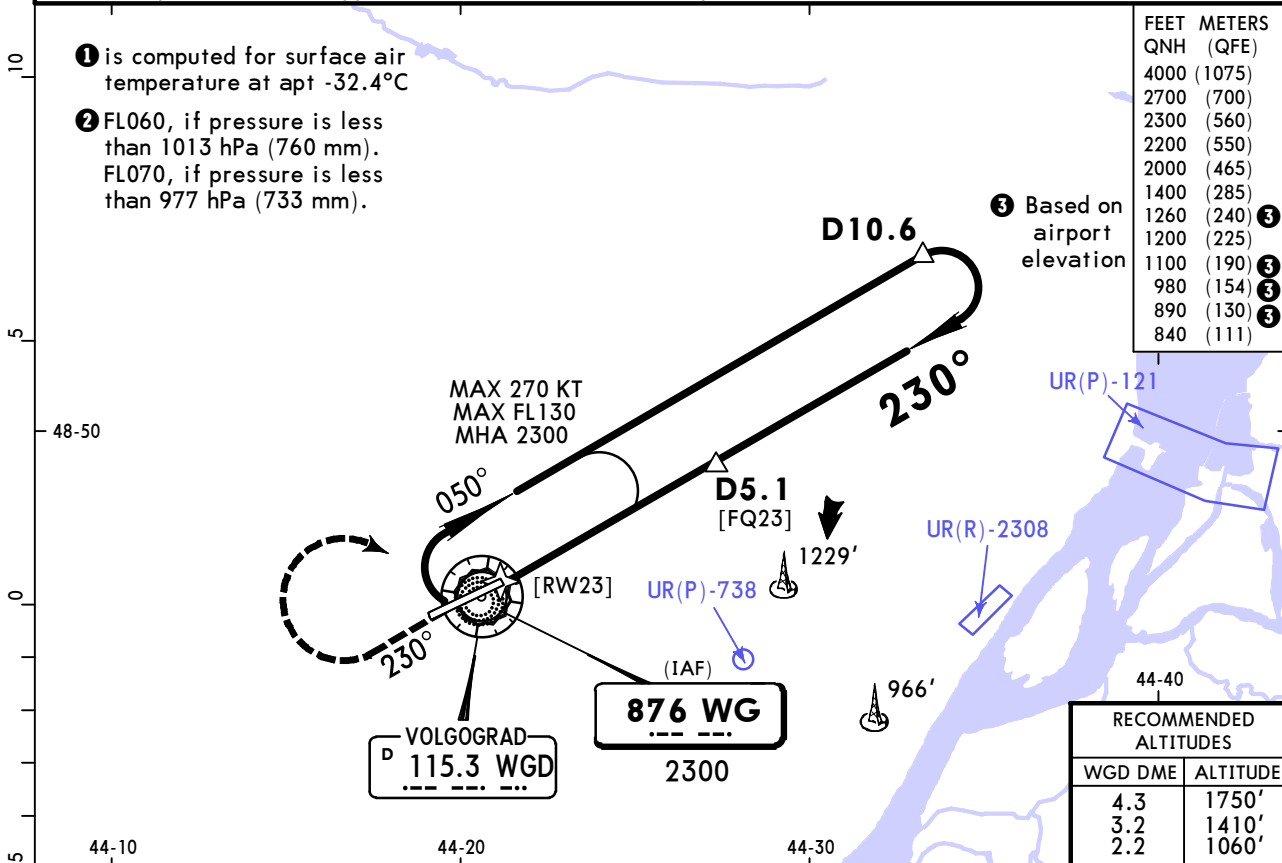 ❶ is computed for surface air
temperature at apt -32.4°C
❷ FL060, if pressure is less
than 1013 hPa (760 mm).
FL070, if pressure is less
than 977 hPa (733 mm).
FEET METERS
QNH (QFE)
4000 (1075)
2700 (700)
2300 (560)
2200 (550)
2000 (465)
1400 (285)
1260 (240) ❸
1200 (225)
1100 (190) ❸
980 (154) ❸
890 (130) ❸
840 (111)
❸ Based on
airport
elevation
10
5
0
5
D10.6
230°
MAX 270 KT
MAX FL130
MHA 2300
UR(P)-121
48-50
050°
D5.1
[FQ23]
UR(R)-2308
1229'
[RW23]
UR(P)-738
230°
(IAF)
876 WG
2300
966'
44-40
VOLGOGRAD
D 115.3 WGD
RECOMMENDED
ALTITUDES
WGD DME ALTITUDE
4.3 1750'
3.2 1410'
2.2 1060'
44-10
44-20
44-30